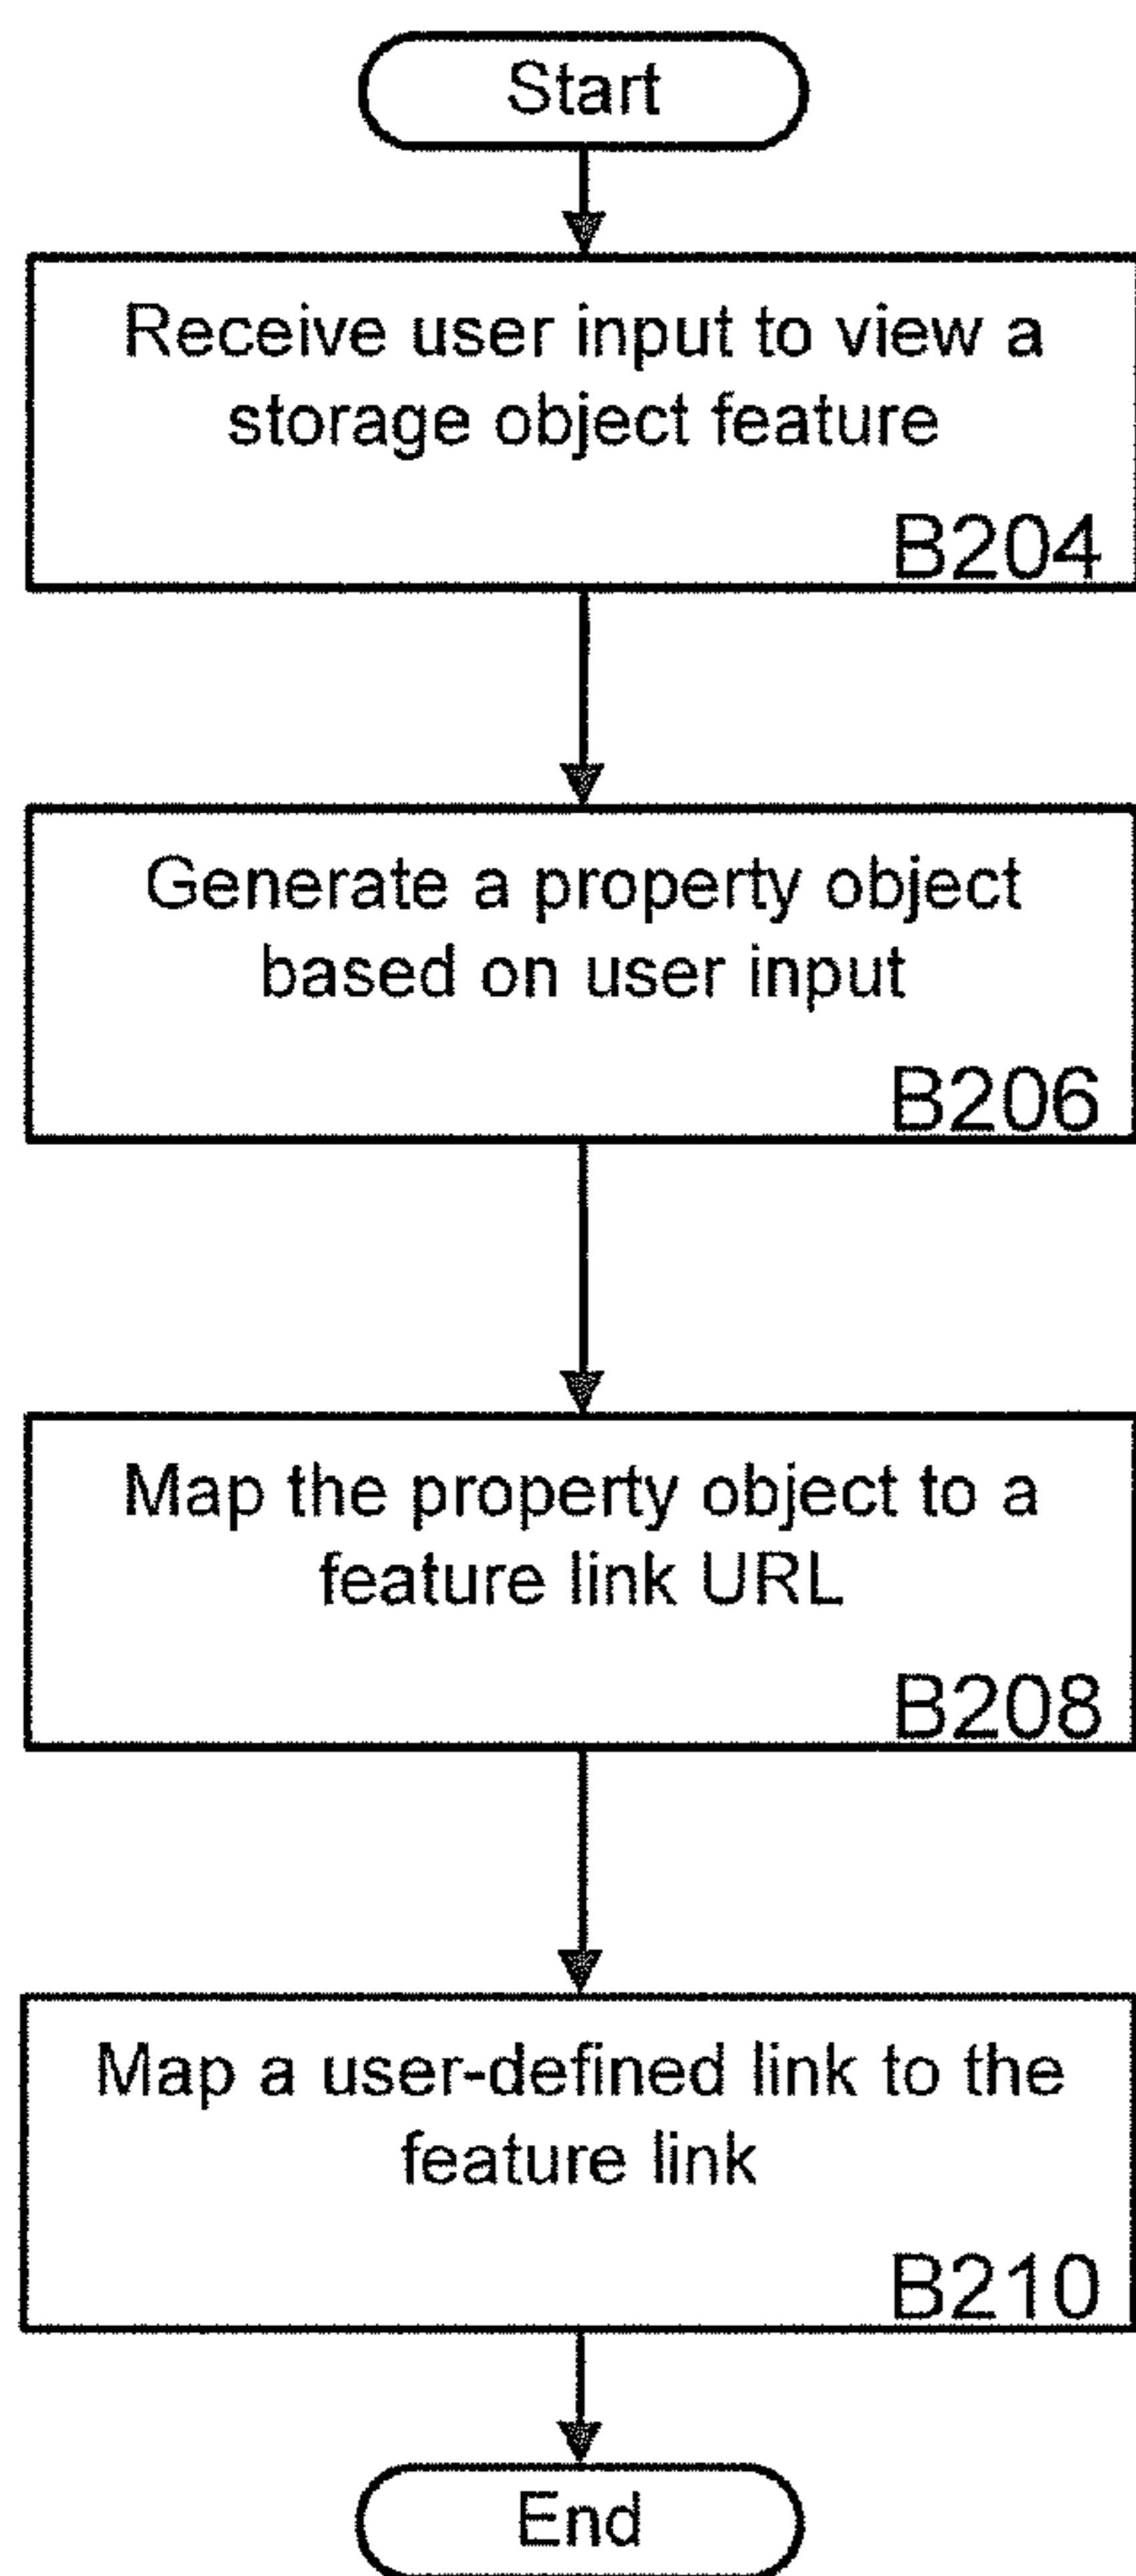 Start
Receive user input to view a
storage object feature
B204
Generate a property object
based on user input
B206
Map the property object to a
feature link URL
B208
Map a user-defined link to the
feature link
B210
End